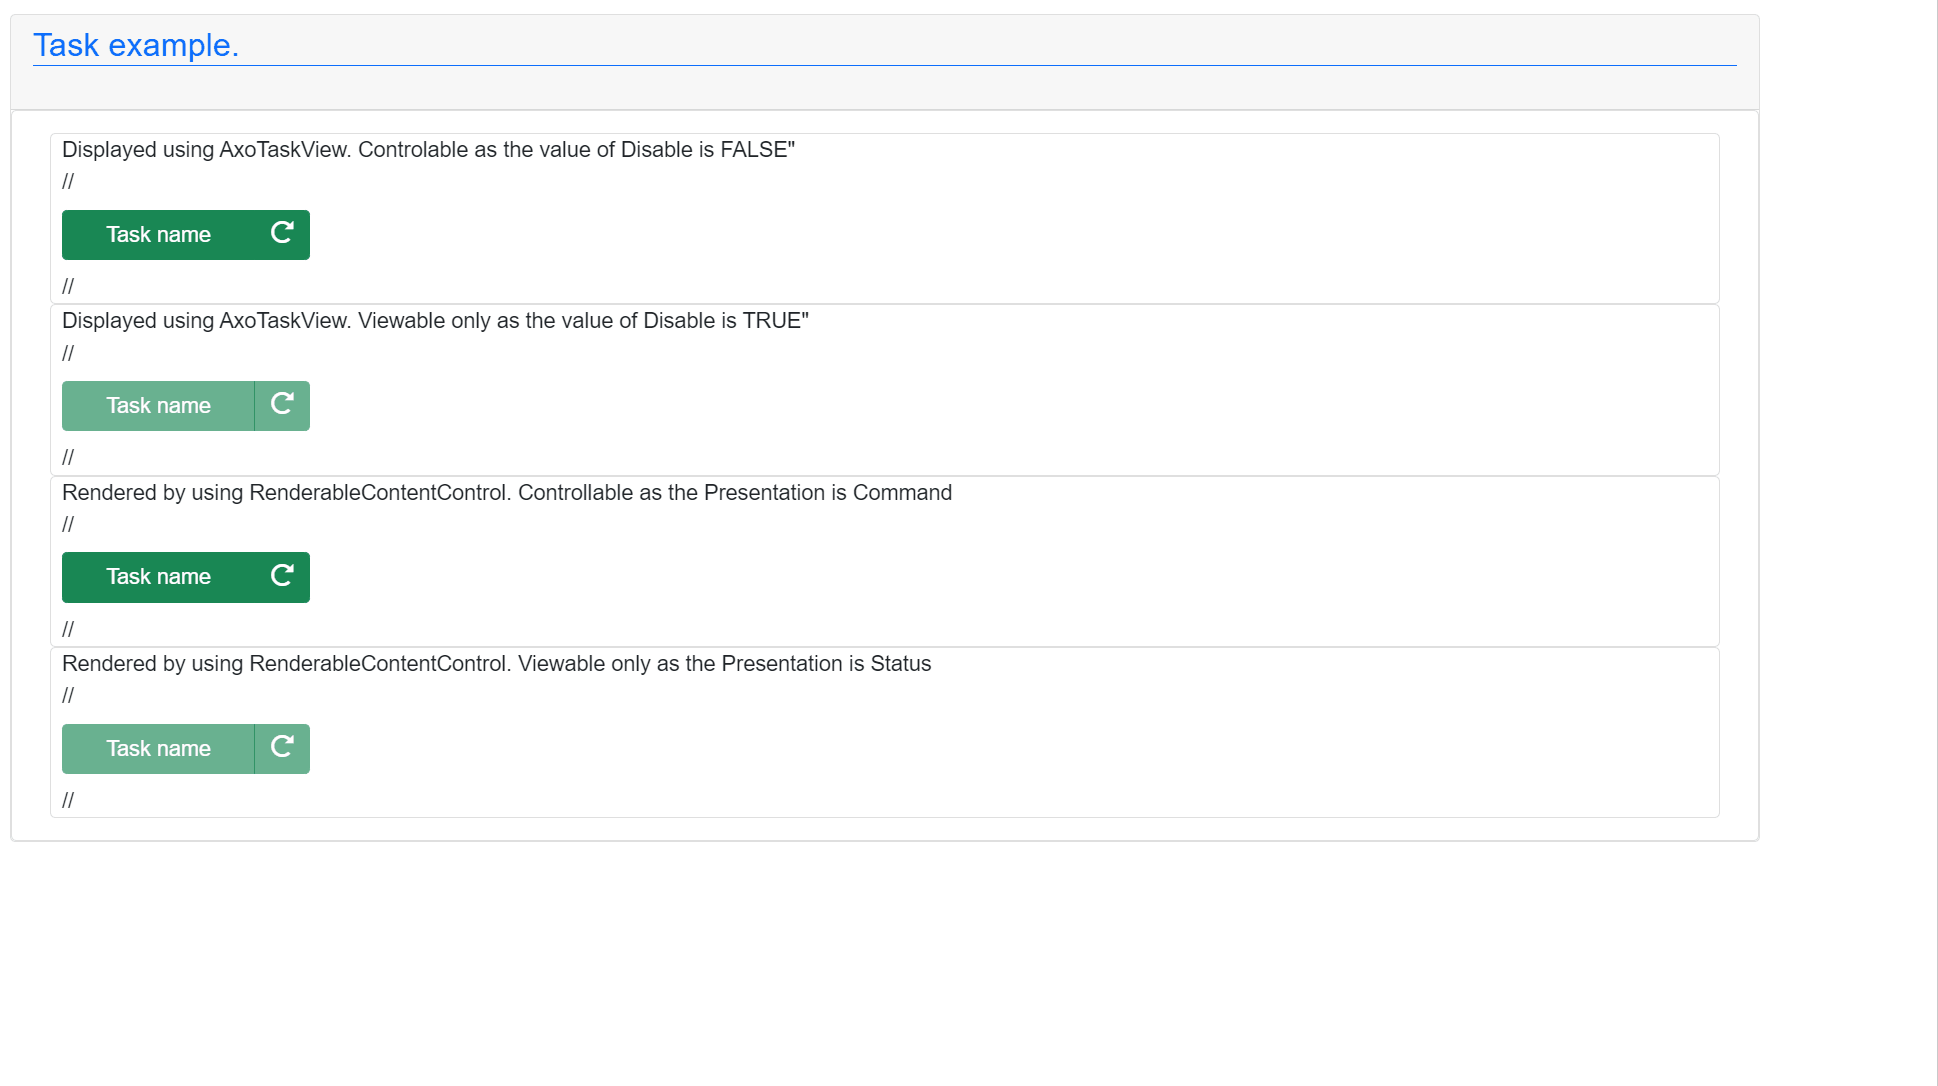 Task example.
Displayed using AxoTaskView. Controlable as the value of Disable is FALSE"
//
Task name
//
Displayed using AxoTaskView. Viewable only as the value of Disable is TRUE"
//
Task name
//
Rendered by using RenderableContentControl. Controllable as the Presentation is Command
//
Task name
//
Rendered by using RenderableContentControl. Viewable only as the Presentation is Status
//
Task name
//